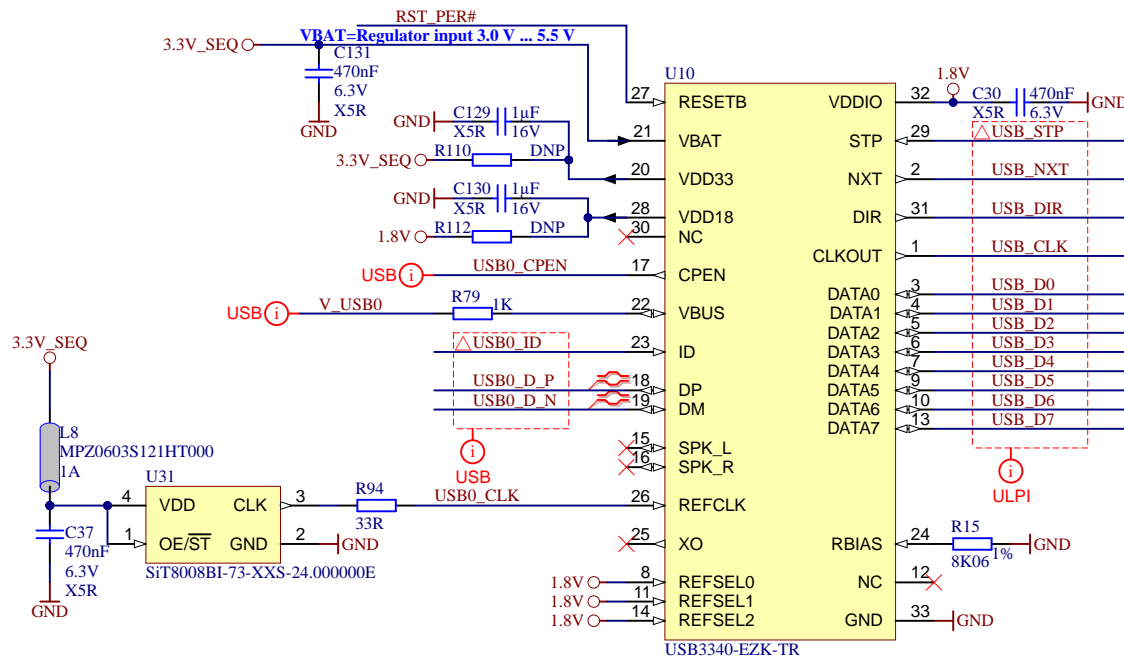 RST_PER#
VBAT=Regulator input 3.0 V ... 5.5 V
3.3V_SEQ
C131
470nF
6.3V
X5R
GND
GND
C129
X5R
1µF
16V
3.3V_SEQ
R110
DNP
GND
C130
X5R
1µF
16V
1.8V
R112
DNP
USB
i
USB0_CPEN
USB
i
V_USB0
R79
1K
USB0_ID
USB0_D_P
USB0_D_N
i
USB
3.3V_SEQ
L8
MPZ0603S121HT000
1A
C37
470nF
6.3V
X5R
GND
U31
4
VDD
CLK
3
1
OE/ST
GND
2
GND
SiT8008BI-73-XXS-24.000000E
R94
33R
USB0_CLK
1.8V
1.8V
1.8V
U10
27
RESETB
21
VBAT
20
VDD33
28
VDD18
30
NC
17
CPEN
22
VBUS
23
ID
18
DP
19
DM
15
SPK_L
16
SPK_R
26
REFCLK
25
XO
8
REFSEL0
11
REFSEL1
14
REFSEL2
VDDIO
32
STP
29
NXT
2
DIR
31
CLKOUT
1
DATA0
3
DATA1
4
DATA2
5
DATA3
6
DATA4
7
DATA5
9
DATA6
10
DATA7
13
RBIAS
24
NC
12
GND
33
USB3340-EZK-TR
1.8V
C30
X5R
470nF
6.3V
GND
USB_STP
USB_NXT
USB_DIR
USB_CLK
USB_D0
USB_D1
USB_D2
USB_D3
USB_D4
USB_D5
USB_D6
USB_D7
i
ULPI
R15
8K06
1%
GND
GND